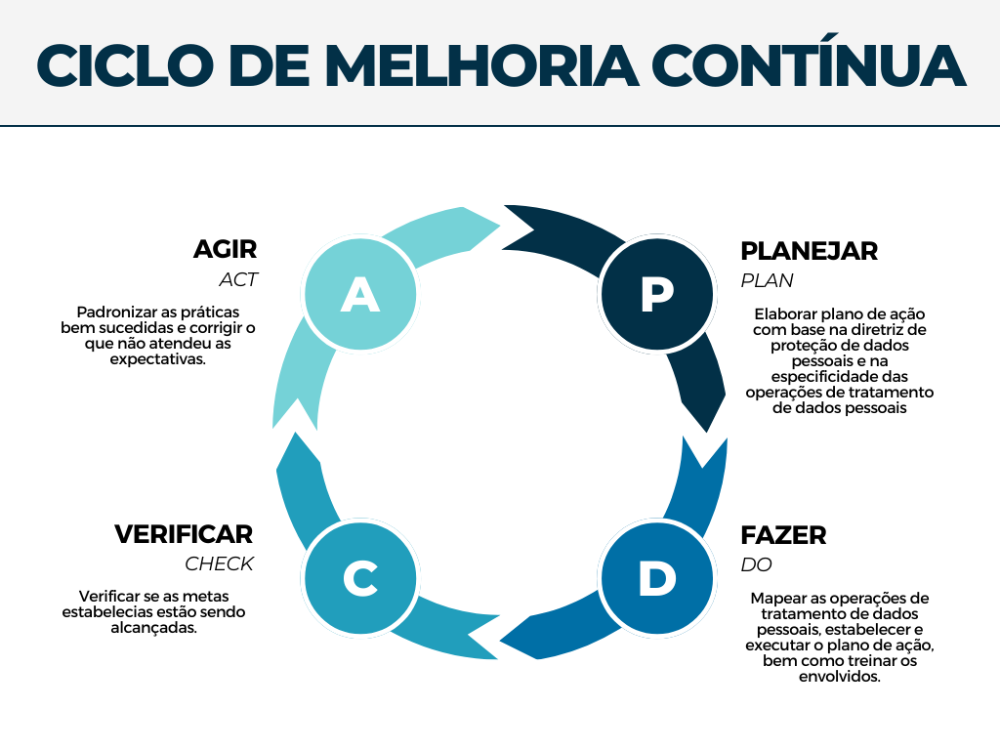 CICLO DE MELHORIA CONTÍNUA
AGIR
ACT
Padronizar as práticas
bem sucedidas e corrigir o
que não atendeu as
expectativas.
A
P
PLANEJAR
PLAN
Elaborar plano de ação
com base na diretriz de
proteção de dados
pessoais e na
especificidade das
operações de tratamento
de dados pessoais
VERIFICAR
CHECK
Verificar se as metas
estabelecias estão sendo
alcançadas.
C
D
FAZER
DO
Mapear as operações de
tratamento de dados
pessoais, estabelecer e
executar o plano de ação,
bem como treinar os
envolvidos.